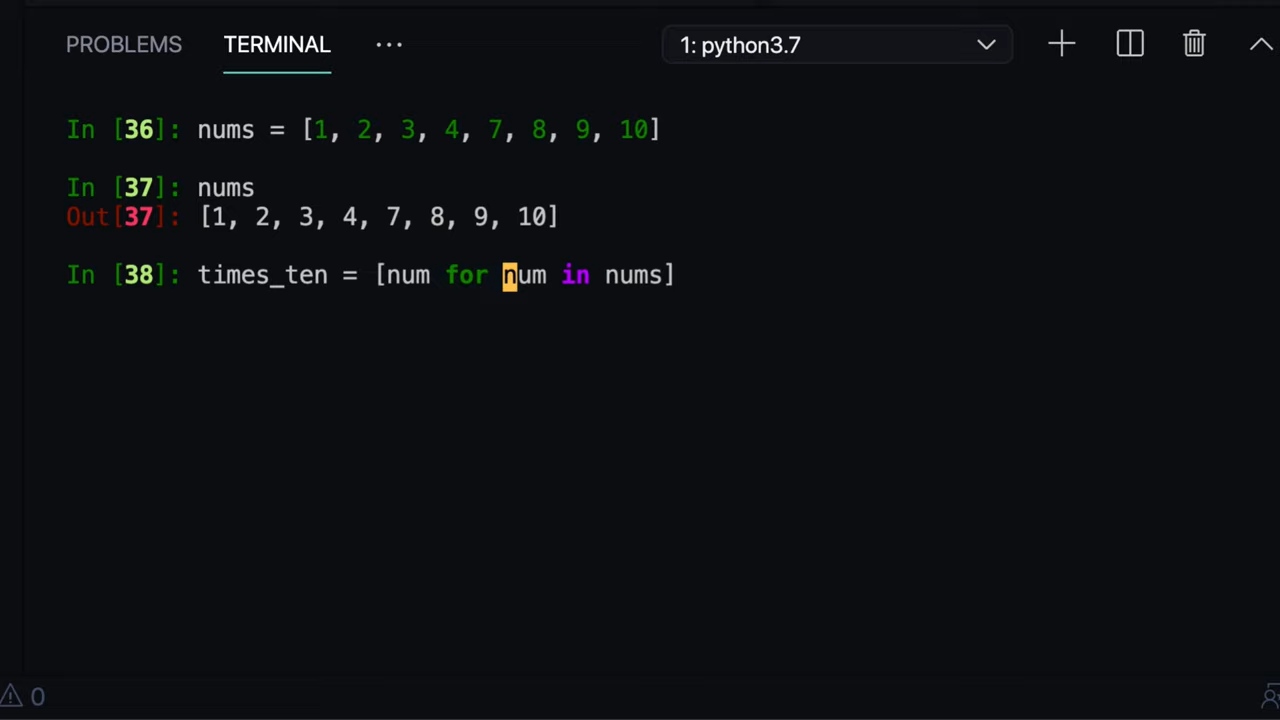 PROBLEMS TERMINAL ... 1: python3.7
In [36]: nums = [1, 2, 3, 4, 7, 8, 9, 10]
In [37]: nums
Out[37]: [1, 2, 3, 4, 7, 8, 9, 10]
In [38]: times_ten = [num for num in nums]
0